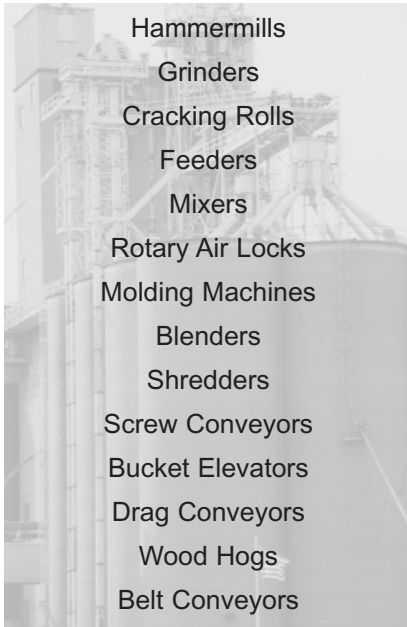 Hammermills
Grinders
Cracking Rolls
Feeders
Mixers
Rotary Air Locks
Molding Machines
Blenders
Shredders
Screw Conveyors
Bucket Elevators
Drag Conveyors
Wood Hogs
Belt Conveyors